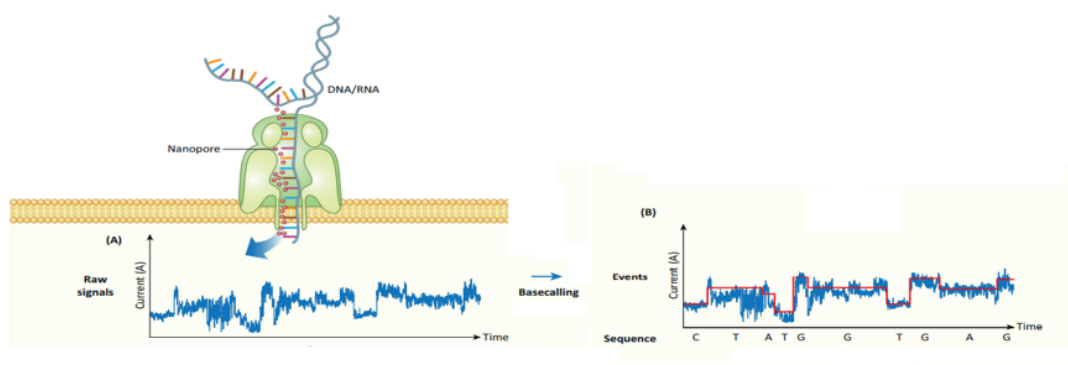 DNA/RNA
Nanopore
(A)
Raw
signals
Current (A)
Time
Basecalling
(B)
Events
Current (A)
Time
Sequence C T A T G G T G A G